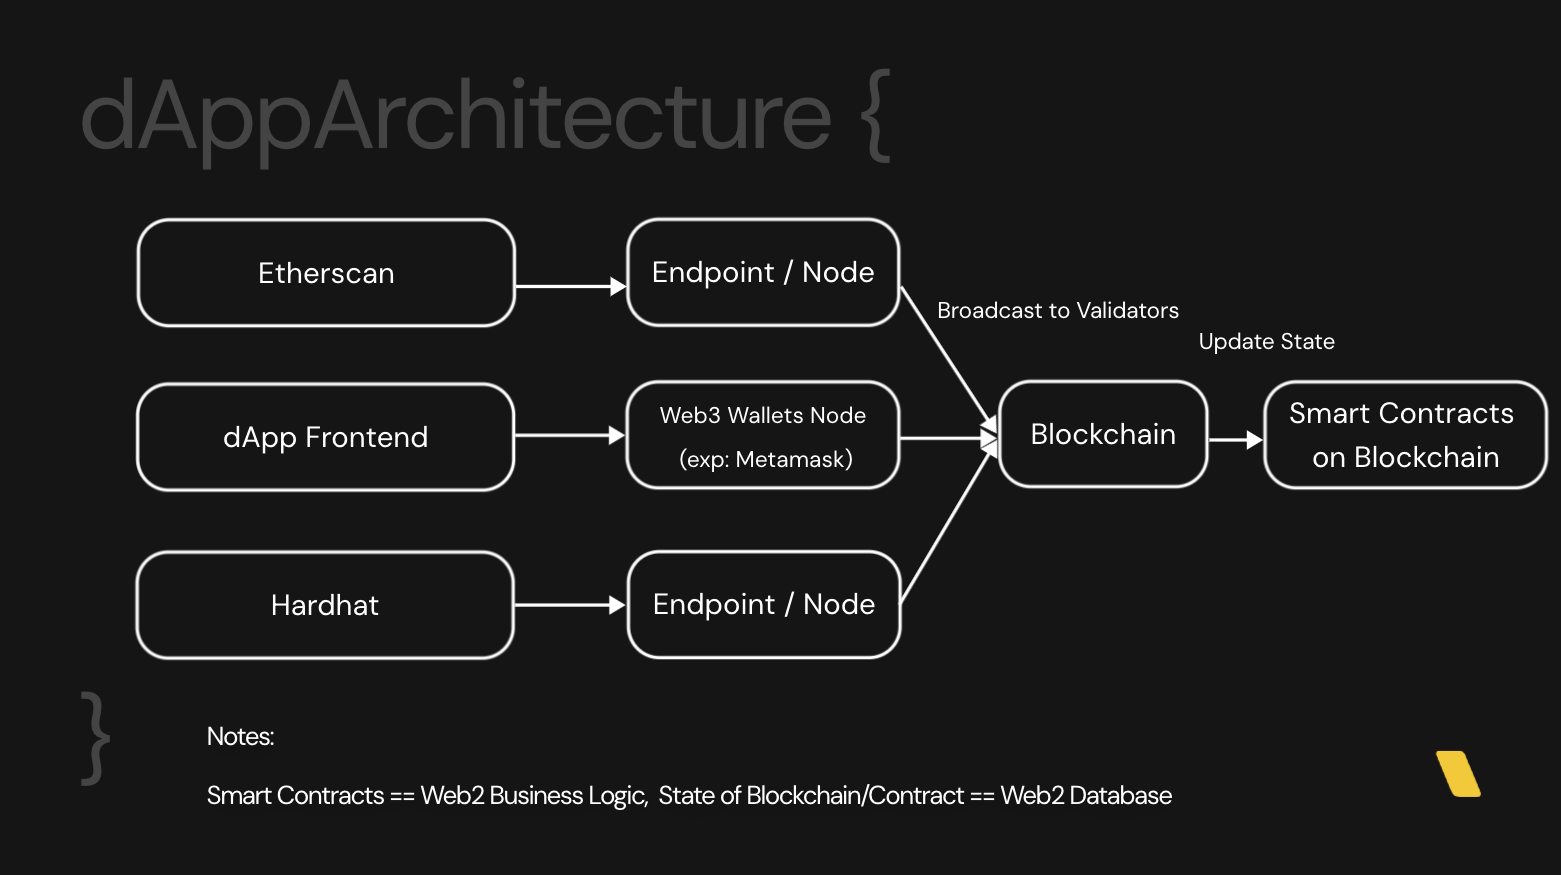 dAppArchitecture {
Etherscan
Endpoint / Node
Broadcast to Validators
Update State
dApp Frontend
Web3 Wallets Node
(exp: Metamask)
Blockchain
Smart Contracts
on Blockchain
Hardhat
Endpoint / Node
}
Notes:
Smart Contracts == Web2 Business Logic, State of Blockchain/Contract == Web2 Database